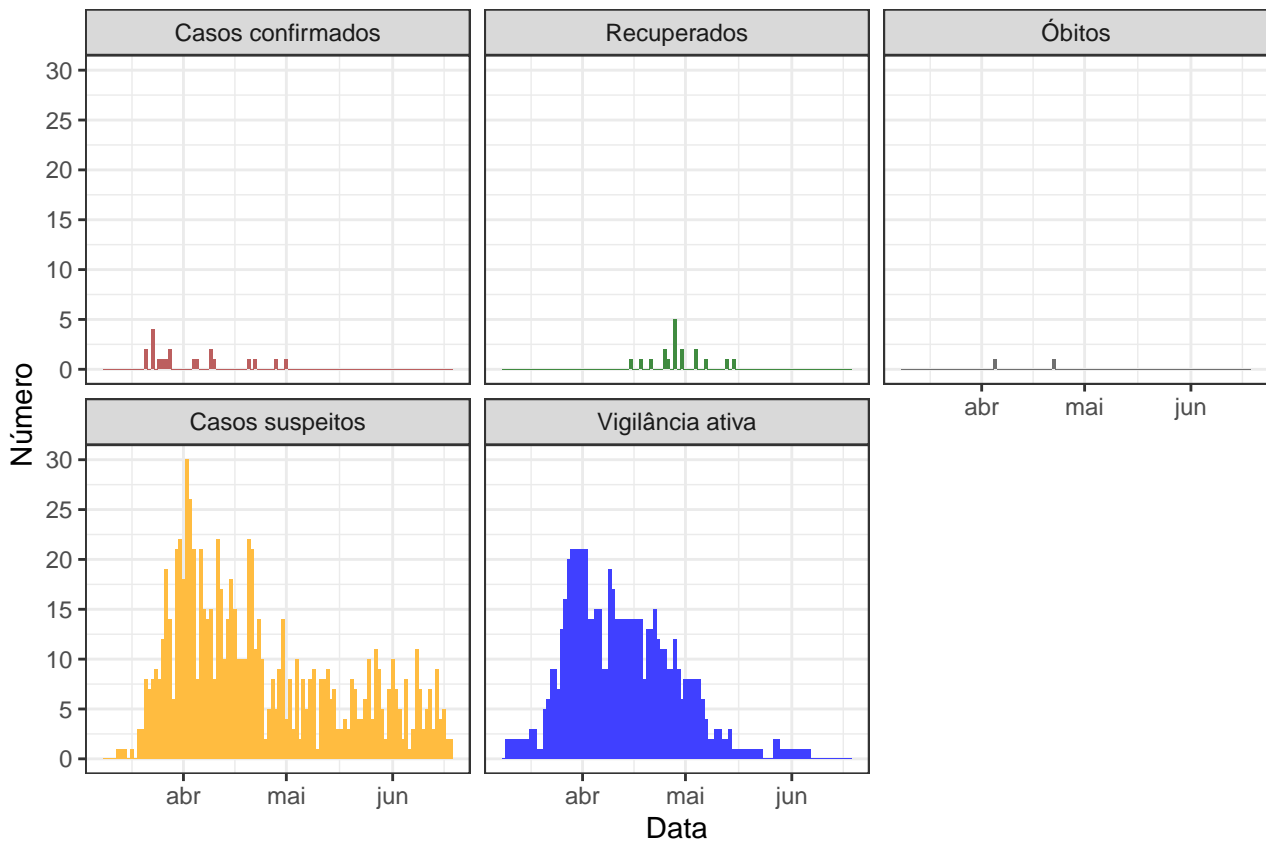 Casos confirmados
Recuperados
Óbitos
30
25
20
15
10
5
0
abr mai jun
Número
Casos suspeitos
Vigilância ativa
30
25
20
15
10
5
0
abr mai jun
abr mai jun
Data